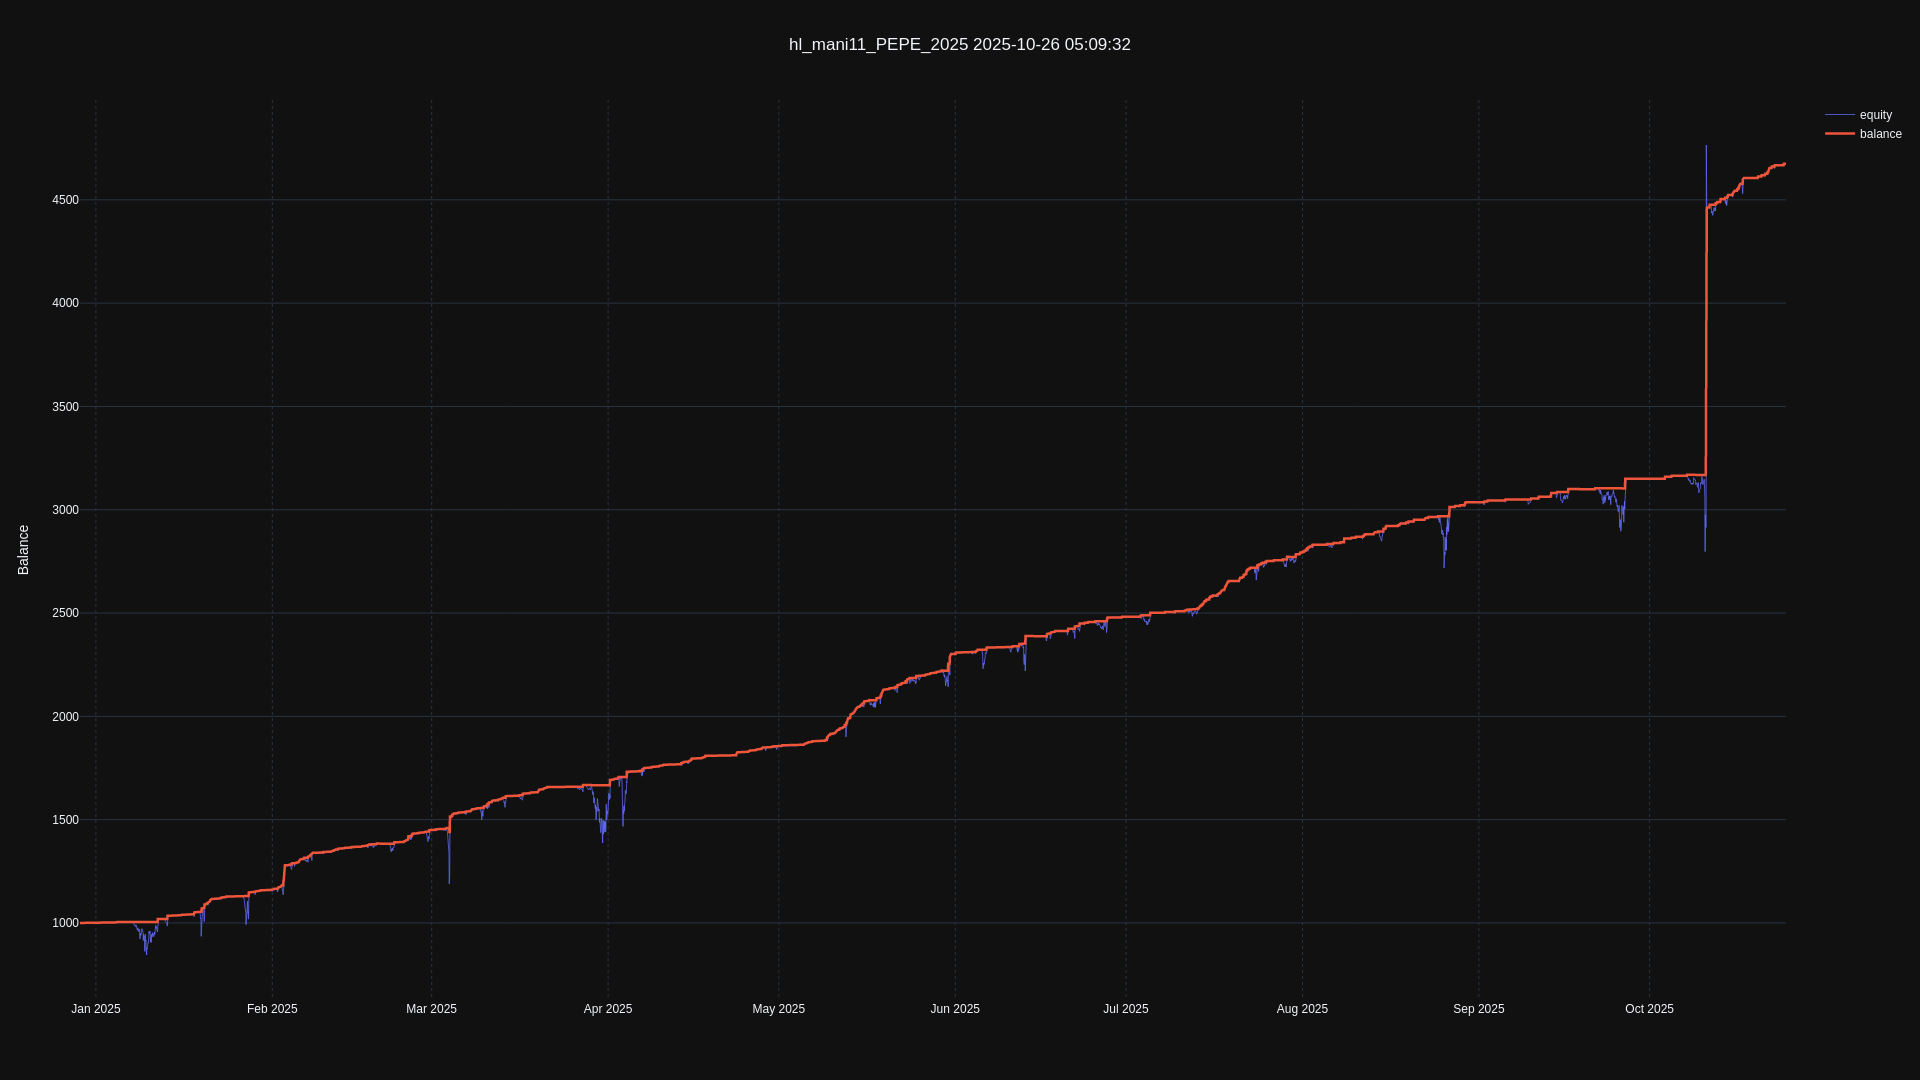 hl_mani11_PEPE_2025 2025-10-26 05:09:32
equity
balance
Balance
4500
4000
3500
3000
2500
2000
1500
1000
Jan 2025
Feb 2025
Mar 2025
Apr 2025
May 2025
Jun 2025
Jul 2025
Aug 2025
Sep 2025
Oct 2025